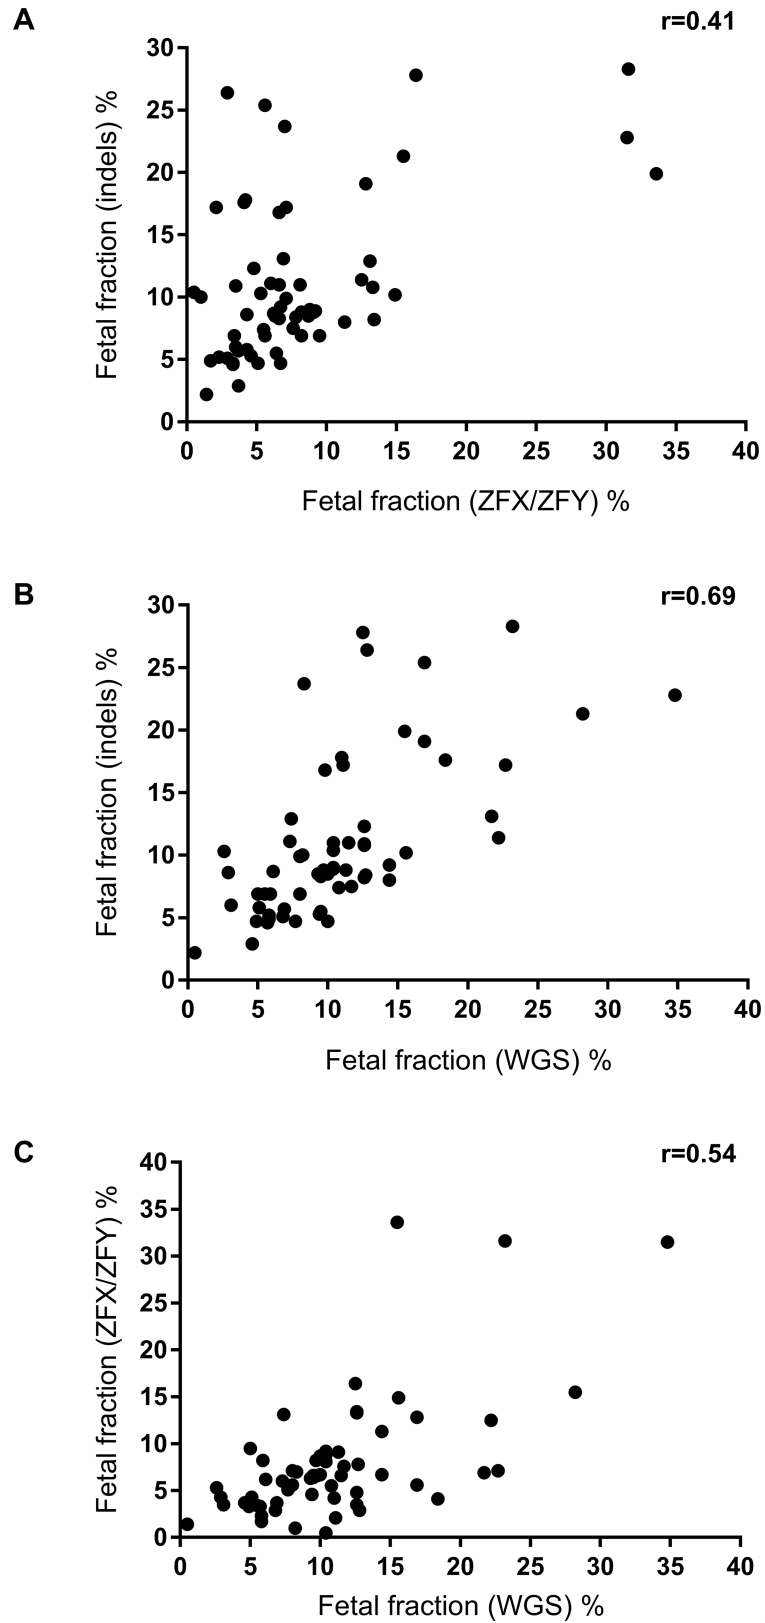 A
r=0.41
30
25
20
15
10
5
0
Fetal fraction (indels) %
0 5 10 15 20 25 30 35 40
Fetal fraction (ZFX/ZFY) %
B
r=0.69
30
25
20
15
10
5
0
Fetal fraction (indels) %
0 5 10 15 20 25 30 35 40
Fetal fraction (WGS) %
C
r=0.54
40
35
30
25
20
15
10
5
0
Fetal fraction (ZFX/ZFY) %
0 5 10 15 20 25 30 35 40
Fetal fraction (WGS) %